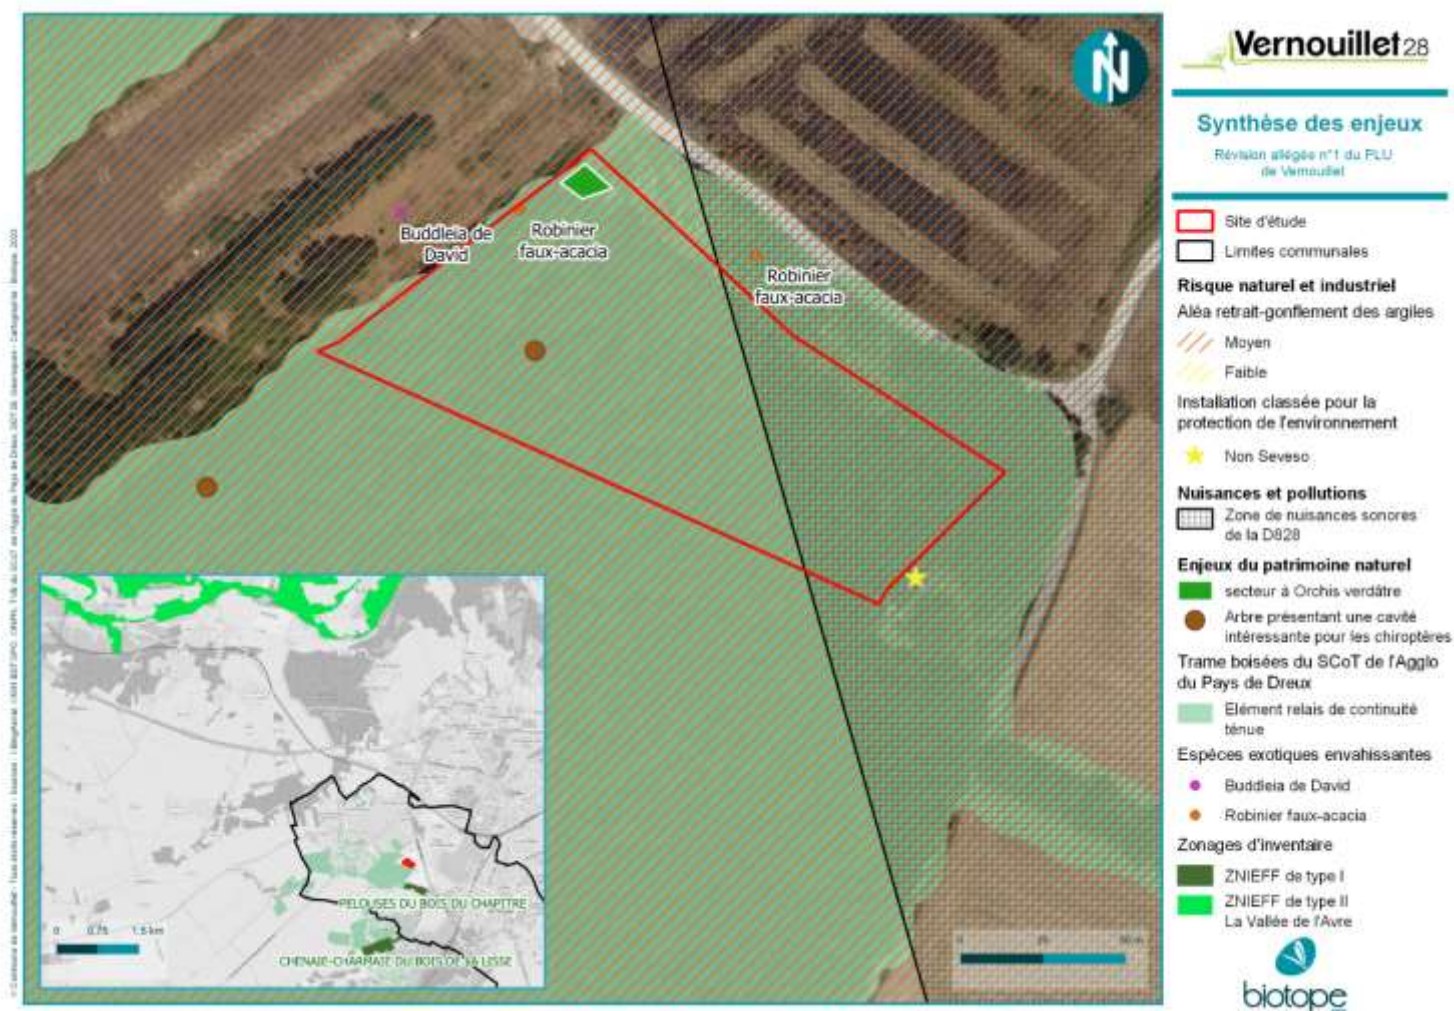 N
Vernouillet 28
Synthèse des enjeux
Révision allégée n°1 du PLU
de Vernouillet
Site d'étude
Limites communales
Risque naturel et industriel
Aléa retrait-gonflement des argiles
Moyen
Faible
Installation classée pour la
protection de l'environnement
Non Seveso
Nuisances et pollutions
Zone de nuisances sonores
de la D828
Enjeux du patrimoine naturel
secteur à Orchis verdâtre
Arbre présentant une cavité
intéressante pour les chiroptères
Trame boisées du SCoT de l'Agglo
du Pays de Dreux
Elément relais de continuité
ténue
Espèces exotiques envahissantes
Buddleia de David
Robinier faux-acacia
Zonages d'inventaire
ZNIEFF de type I
ZNIEFF de type II
La Vallée de l'Avre
biotope
Buddleia de
David
Robinier
faux-acacia
Robinier
faux-acacia
PELOUSES DU BOIS DU CHAPITRE
CHENAIE-CHARMAIE DU BOIS DE LA LISSE
0 0.75 1.5 km